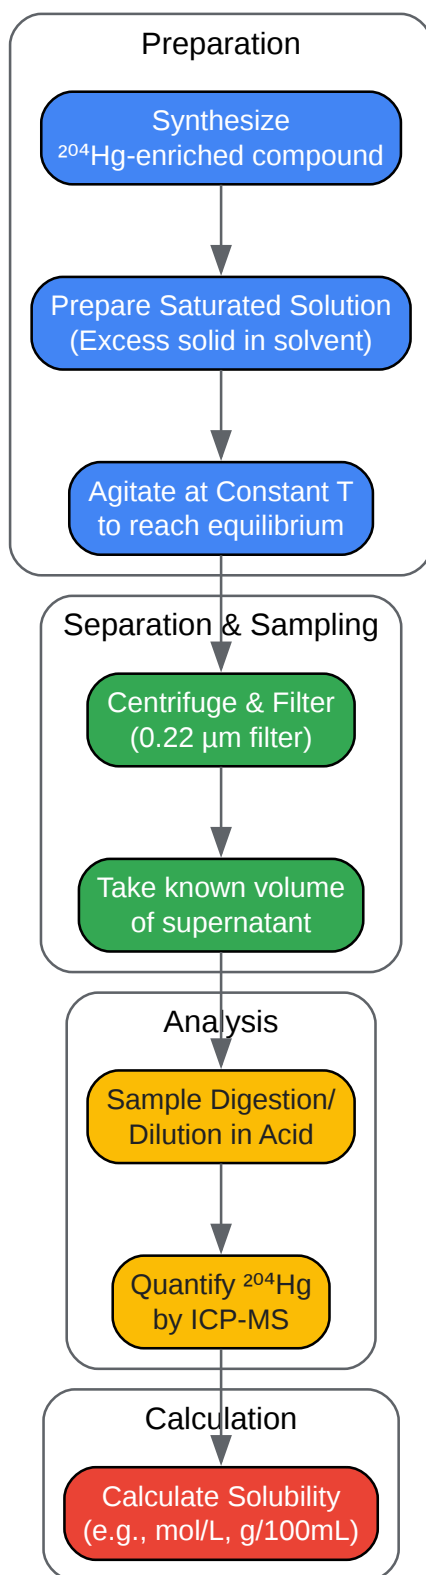 Preparation
Synthesize
²⁰⁴Hg-enriched compound
Prepare Saturated Solution
(Excess solid in solvent)
Agitate at Constant T
to reach equilibrium
Separation & Sampling
Centrifuge & Filter
(0.22 µm filter)
Take known volume
of supernatant
Analysis
Sample Digestion/
Dilution in Acid
Quantify ²⁰⁴Hg
by ICP-MS
Calculation
Calculate Solubility
(e.g., mol/L, g/100mL)